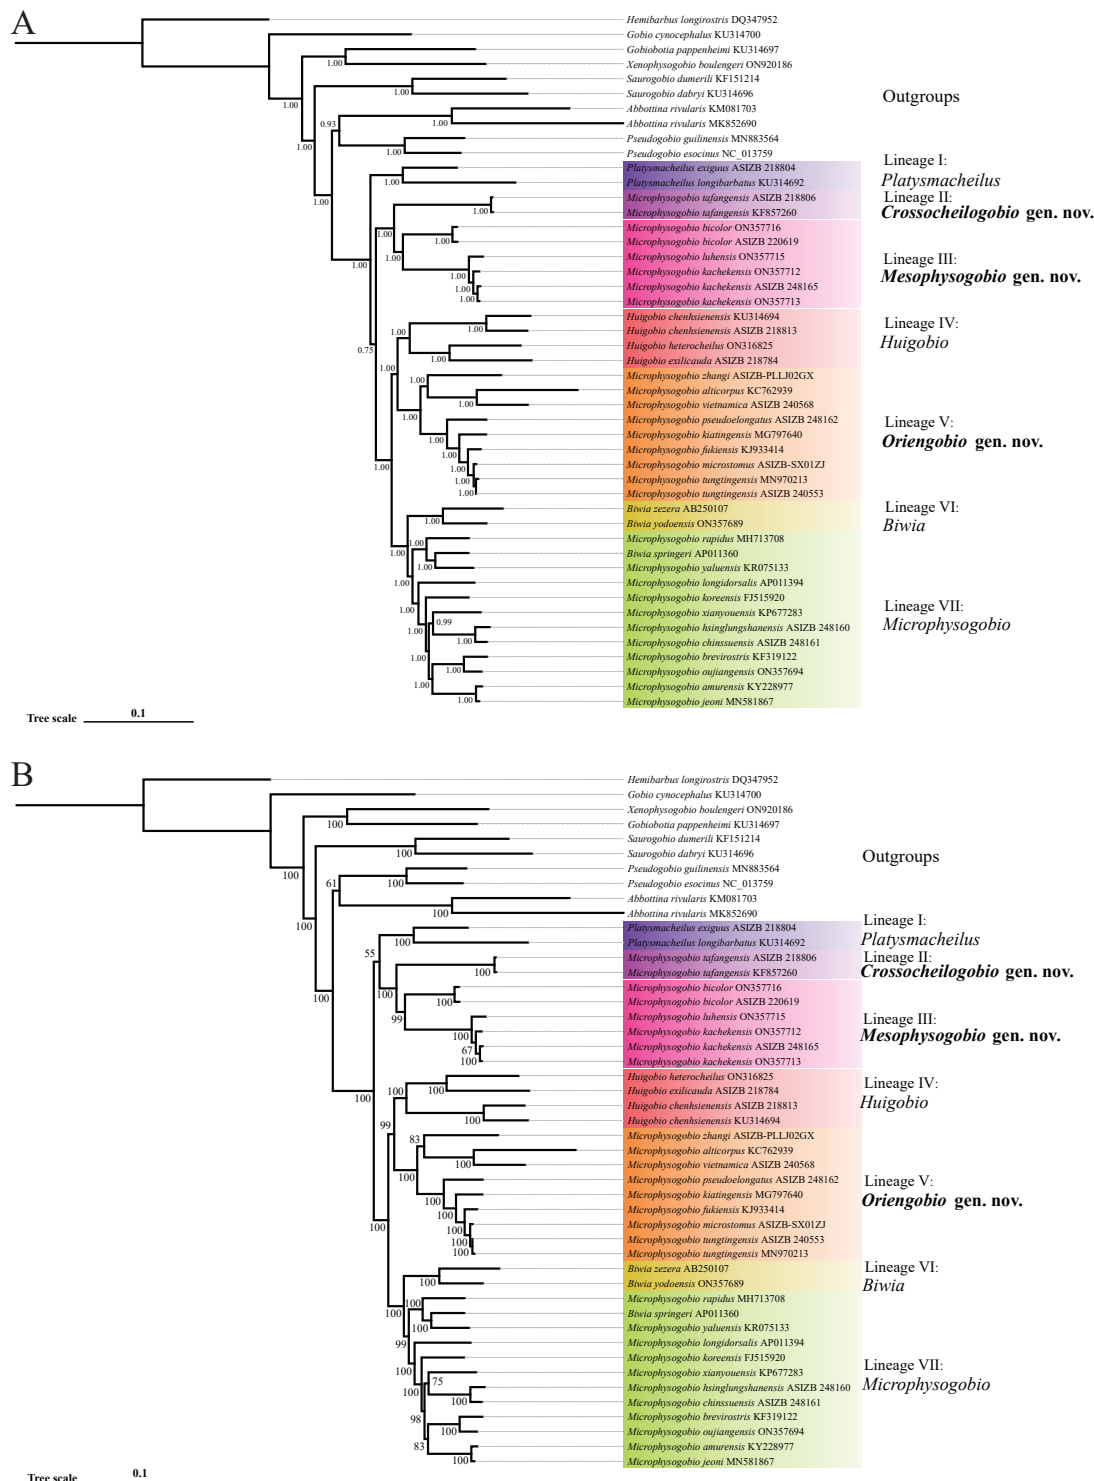 A
Hemibarbus longirostris DQ347952
Gobio cynocephalus KU314700
Gobiobotia pappenheimi KU314697
Xenophysogobio boulengeri ON920186
1.00
Saurogobio dumerili KF151214
1.00
Saurogobio dabryi KU314696
1.00
Outgroups
Abbottina rivularis KM081703
0.93
Abbottina rivularis MK852690
1.00
1.00
Pseudogobio guilinensis MN883564
Pseudogobio esocinus NC_013759
1.00
Lineage I:
Platysmacheilus
Platysmacheilus exiguus ASIZB 218804
Platysmacheilus longibarbatus KU314692
1.00
Lineage II:
Crossocheilogobio gen. nov.
Microphysogobio tafangensis ASIZB 218806
Microphysogobio tafangensis KF857260
1.00
1.00
1.00
Microphysogobio bicolor ON357716
Microphysogobio bicolor ASIZB 220619
1.00
1.00
Microphysogobio luhensis ON357715
1.00
Lineage III:
Mesophysogobio gen. nov.
Microphysogobio kachekensis ON357712
1.00
Microphysogobio kachekensis ASIZB 248165
1.00
Microphysogobio kachekensis ON357713
1.00
Huigobio chenhsienensis KU314694
Huigobio chenhsienensis ASIZB 218813
1.00
1.00
Lineage IV:
Huigobio
Huigobio heterocheilus ON316825
0.75
Huigobio exilicauda ASIZB 218784
1.00
1.00
Microphysogobio zhangi ASIZB-PLLJ02GX
1.00
Microphysogobio alticorpus KC762939
Microphysogobio vietnamica ASIZB 240568
1.00
1.00
Microphysogobio pseudoelongatus ASIZB 248162
Lineage V:
Oriengobio gen. nov.
Microphysogobio kiatingensis MG797640
1.00
Microphysogobio fukiensis KJ933414
1.00
1.00
Microphysogobio microstomus ASIZB-SX01ZJ
1.00
Microphysogobio tungtingensis MN970213
1.00
Microphysogobio tungtingensis ASIZB 240553
1.00
Lineage VI:
Biwia
Biwia zezera AB250107
Biwia yodoensis ON357689
1.00
Microphysogobio rapidus MH713708
1.00
1.00
Biwia springeri AP011360
Microphysogobio yaluensis KR075133
1.00
Microphysogobio longidorsalis AP011394
1.00
Microphysogobio koreensis FJ515920
1.00
Microphysogobio xianyouensis KP677283
0.99
Lineage VII:
Microphysogobio
Microphysogobio hsinglungshanensis ASIZB 248160
1.00
Microphysogobio chinssuensis ASIZB 248161
1.00
Microphysogobio brevirostris KF319122
1.00
Microphysogobio oujiangensis ON357694
1.00
Microphysogobio amurensis KY228977
Microphysogobio jeoni MN581867
1.00
Tree scale 0.1
B
Hemibarbus longirostris DQ347952
Gobio cynocephalus KU314700
Xenophysogobio boulengeri ON920186
Gobiobotia pappenheimi KU314697
100
Saurogobio dumerili KF151214
Saurogobio dabryi KU314696
100
Outgroups
100
Pseudogobio guilinensis MN883564
Pseudogobio esocinus NC_013759
61
100
Abbottina rivularis KM081703
Abbottina rivularis MK852690
100
100
Lineage I:
Platysmacheilus
Platysmacheilus exiguus ASIZB 218804
Platysmacheilus longibarbatus KU314692
55
100
Lineage II:
Crossocheilogobio gen. nov.
Microphysogobio tafangensis ASIZB 218806
Microphysogobio tafangensis KF857260
100
100
100
Microphysogobio bicolor ON357716
Microphysogobio bicolor ASIZB 220619
100
99
Microphysogobio luhensis ON357715
Lineage III:
Mesophysogobio gen. nov.
Microphysogobio kachekensis ON357712
100
Microphysogobio kachekensis ASIZB 248165
67
Microphysogobio kachekensis ON357713
100
Huigobio heterocheilus ON316825
Huigobio exilicauda ASIZB 218784
100
100
100
Lineage IV:
Huigobio
Huigobio chenhsienensis ASIZB 218813
Huigobio chenhsienensis KU314694
100
99
Microphysogobio zhangi ASIZB-PLLJ02GX
83
Microphysogobio alticorpus KC762939
Microphysogobio vietnamica ASIZB 240568
100
100
Microphysogobio pseudoelongatus ASIZB 248162
Lineage V:
Oriengobio gen. nov.
Microphysogobio kiatingensis MG797640
100
Microphysogobio fukiensis KJ933414
100
100
Microphysogobio microstomus ASIZB-SX01ZJ
100
Microphysogobio tungtingensis ASIZB 240553
100
Microphysogobio tungtingensis MN970213
100
Lineage VI:
Biwia
Biwia zezera AB250107
Biwia yodoensis ON357689
100
Microphysogobio rapidus MH713708
100
100
Biwia springeri AP011360
Microphysogobio yaluensis KR075133
100
99
Microphysogobio longidorsalis AP011394
Microphysogobio koreensis FJ515920
100
Microphysogobio xianyouensis KP677283
75
Lineage VII:
Microphysogobio
Microphysogobio hsinglungshanensis ASIZB 248160
100
Microphysogobio chinssuensis ASIZB 248161
100
Microphysogobio brevirostris KF319122
98
Microphysogobio oujiangensis ON357694
100
Microphysogobio amurensis KY228977
83
Microphysogobio jeoni MN581867
100
Tree scale 0.1